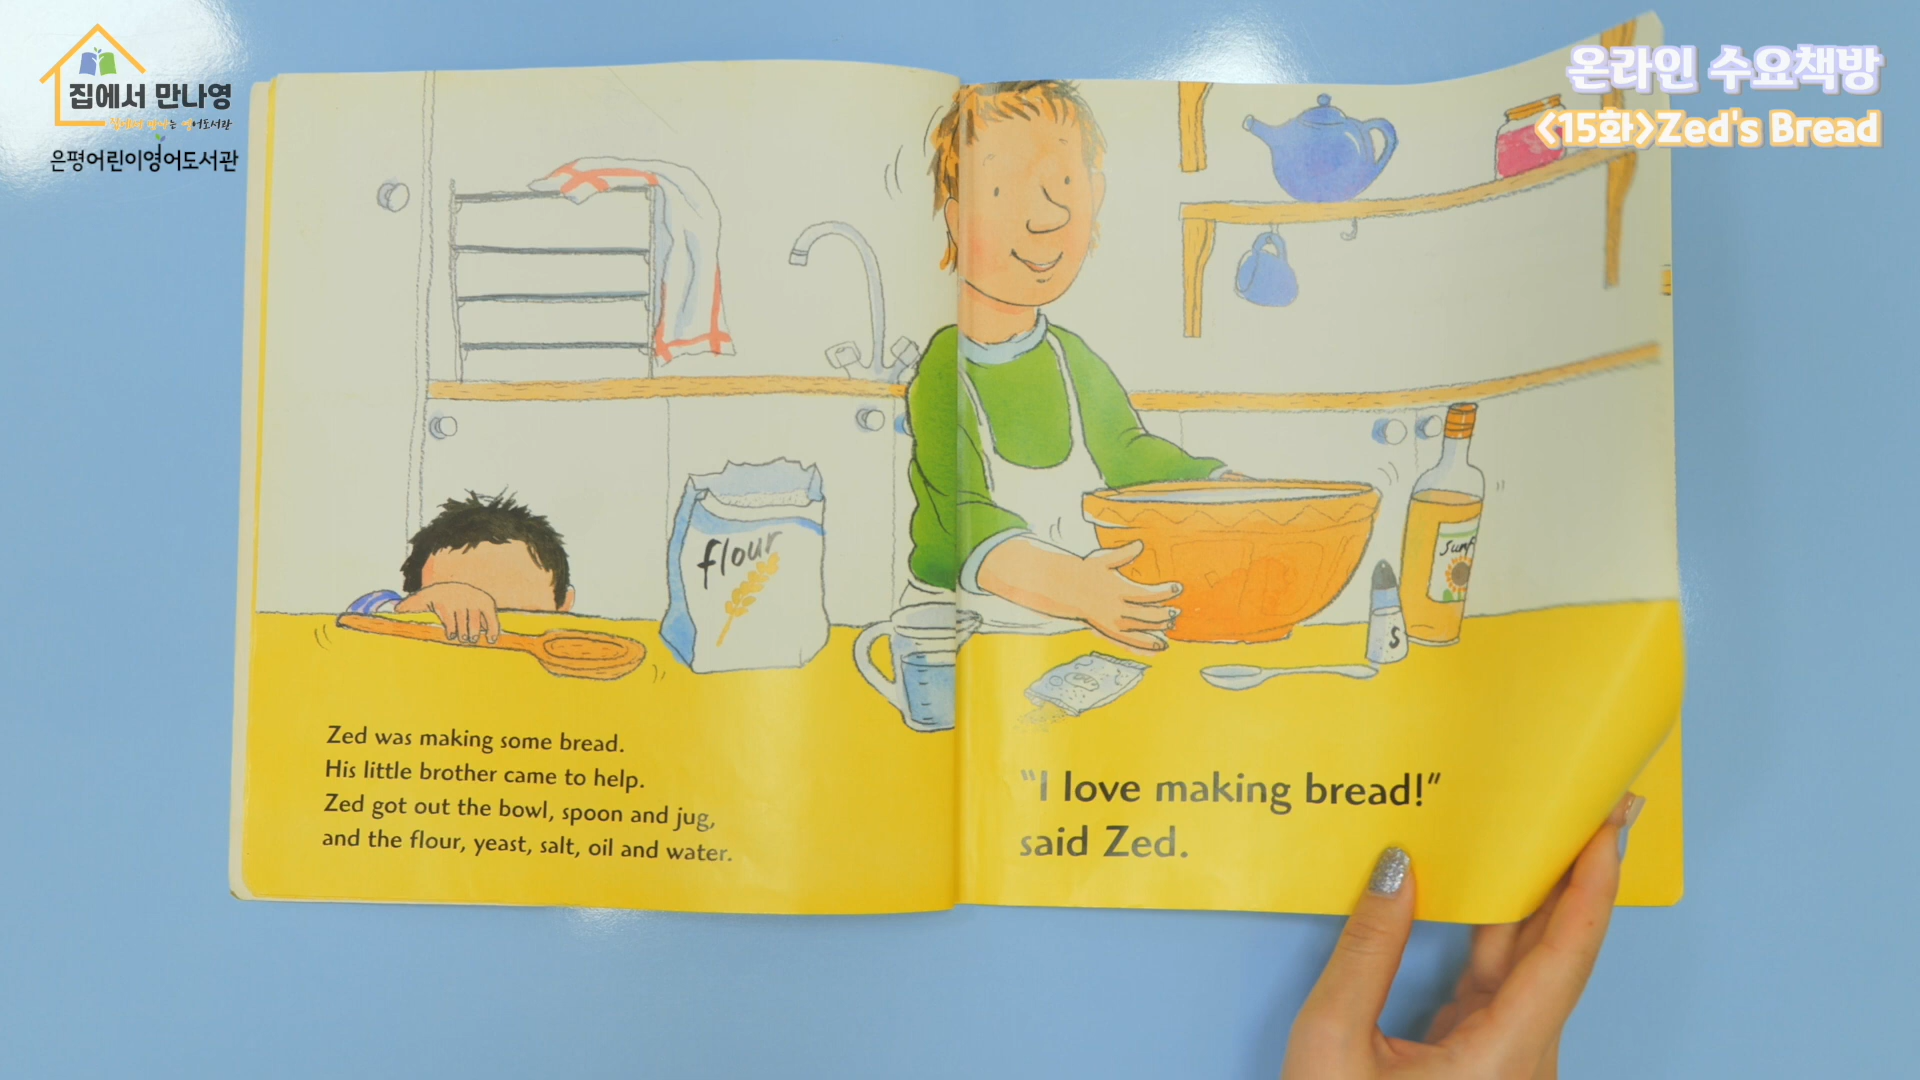 집에서 만나영
은평어린이영어도서관
온라인 수요책방
<15화>Zed's Bread
flour
S
Zed was making some bread.
His little brother came to help.
Zed got out the bowl, spoon and jug,
and the flour, yeast, salt, oil and water.
"I love making bread!"
said Zed.